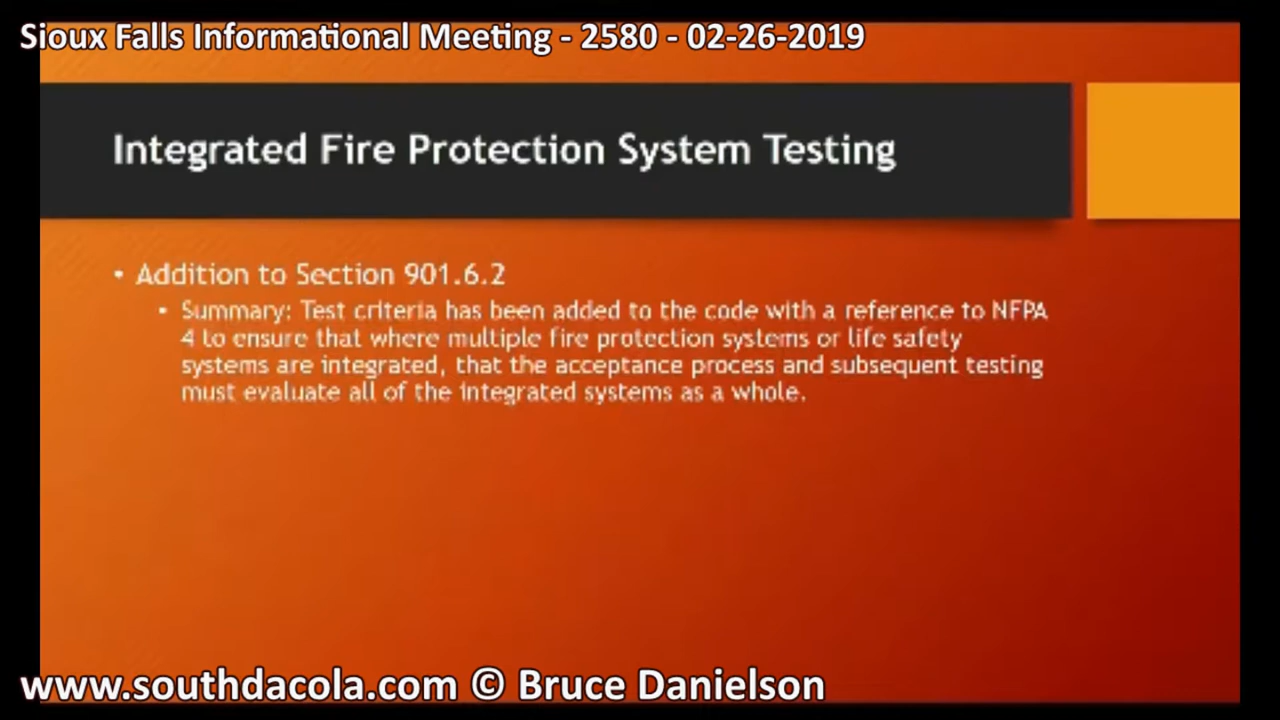 Sioux Falls Informational Meeting - 2580 - 02-26-2019
Integrated Fire Protection System Testing
• Addition to Section 901.6.2
• Summary: Test criteria has been added to the code with a reference to NFPA
4 to ensure that where multiple fire protection systems or life safety
systems are integrated, that the acceptance process and subsequent testing
must evaluate all of the integrated systems as a whole.
www.southdacola.com © Bruce Danielson